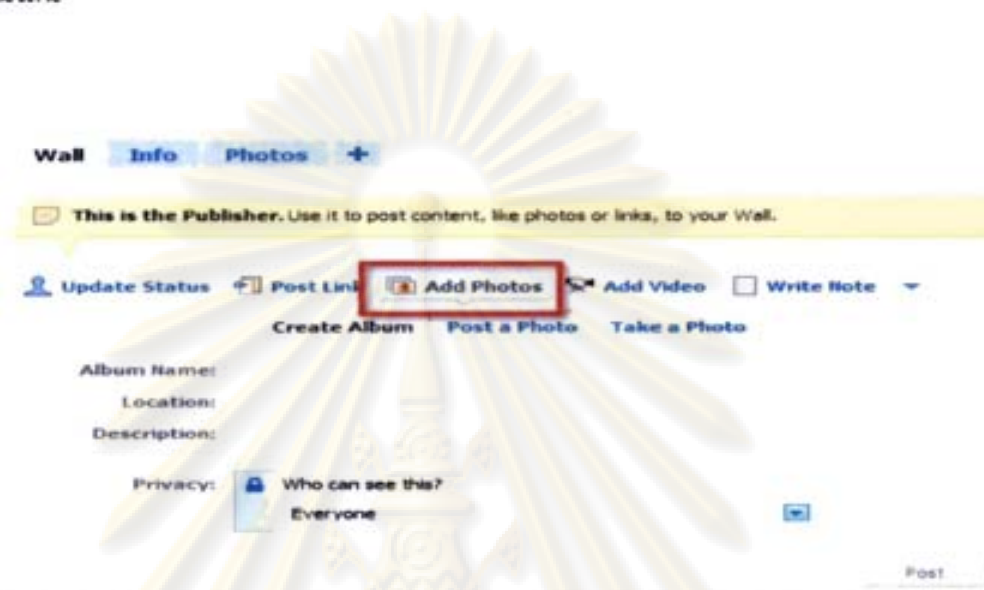 Wall Info Photos +
This is the Publisher. Use it to post content, like photos or links, to your Wall.
Update Status Post Link Add Photos Add Video Write Note
Create Album Post a Photo Take a Photo
Album Name:
Location:
Description:
Privacy: Who can see this?
Everyone
Post